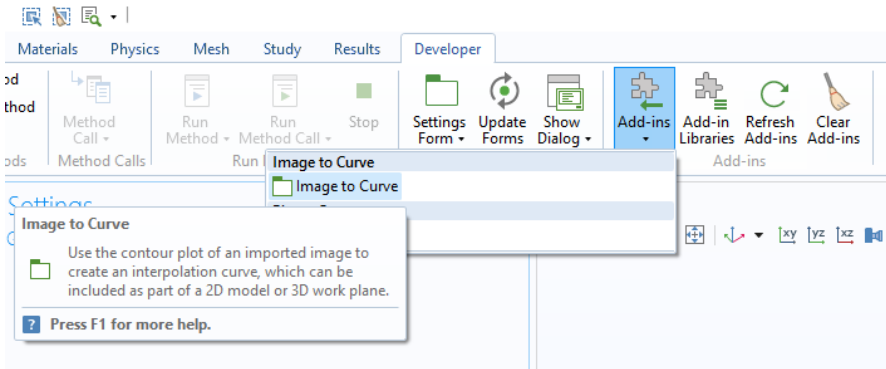 Materials Physics Mesh Study Results Developer
Method Run Run Stop Settings Update Show Add-ins Add-in Refresh Clear
thod
Call Method Method Call Form Forms Dialog Libraries Add-ins Add-ins
Method Calls Run Add-ins
Image to Curve
Image to Curve
Settings
Image to Curve
xy yz xz
Use the contour plot of an imported image to
create an interpolation curve, which can be
included as part of a 2D model or 3D work plane.
? Press F1 for more help.